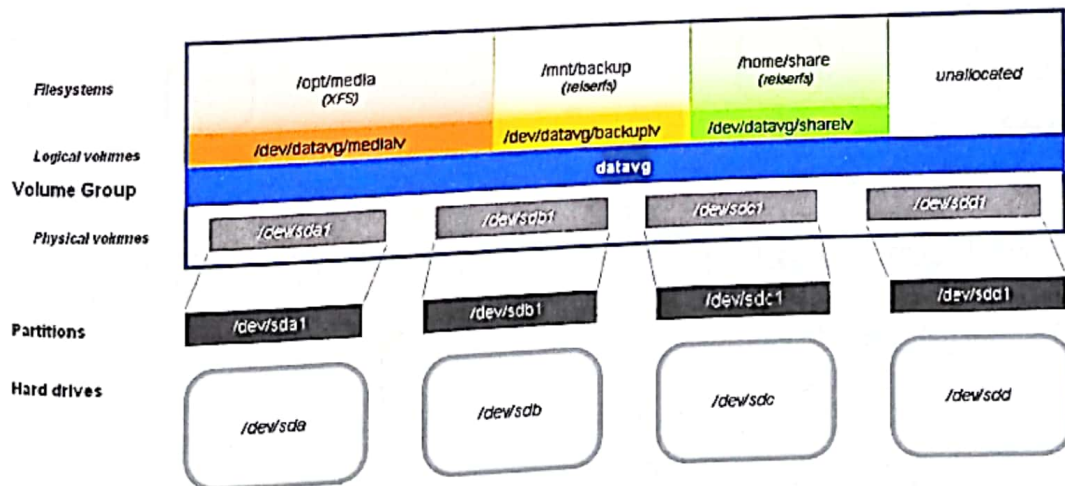 Filesystems
/opt/media
(XFS)
/mnt/backup
(reiserfs)
/home/share
(reiserfs)
unallocated
Logical volumes
/dev/datavg/medialv
/dev/datavg/backuplv
/dev/datavg/sharelv
Volume Group
datavg
Physical volumes
/dev/sda1
/dev/sdb1
/dev/sdc1
/dev/sdd1
Partitions
/dev/sda1
/dev/sdb1
/dev/sdc1
/dev/sdd1
Hard drives
/dev/sda
/dev/sdb
/dev/sdc
/dev/sdd